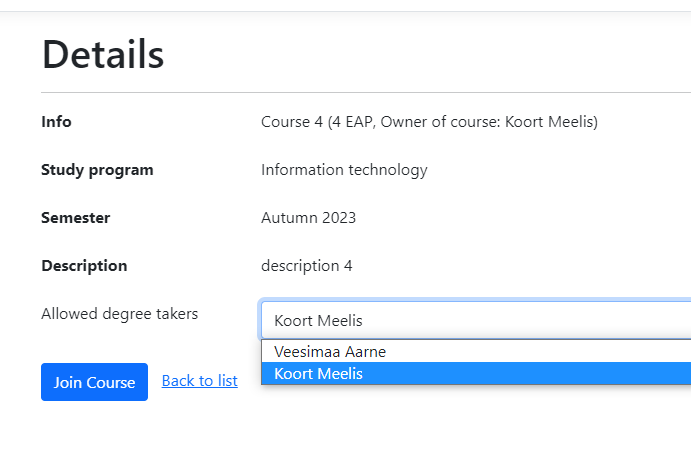 Details
Info Course 4 (4 EAP, Owner of course: Koort Meelis)
Study program Information technology
Semester Autumn 2023
Description description 4
Allowed degree takers Koort Meelis
Veesimaa Aarne
Koort Meelis
Join Course Back to list